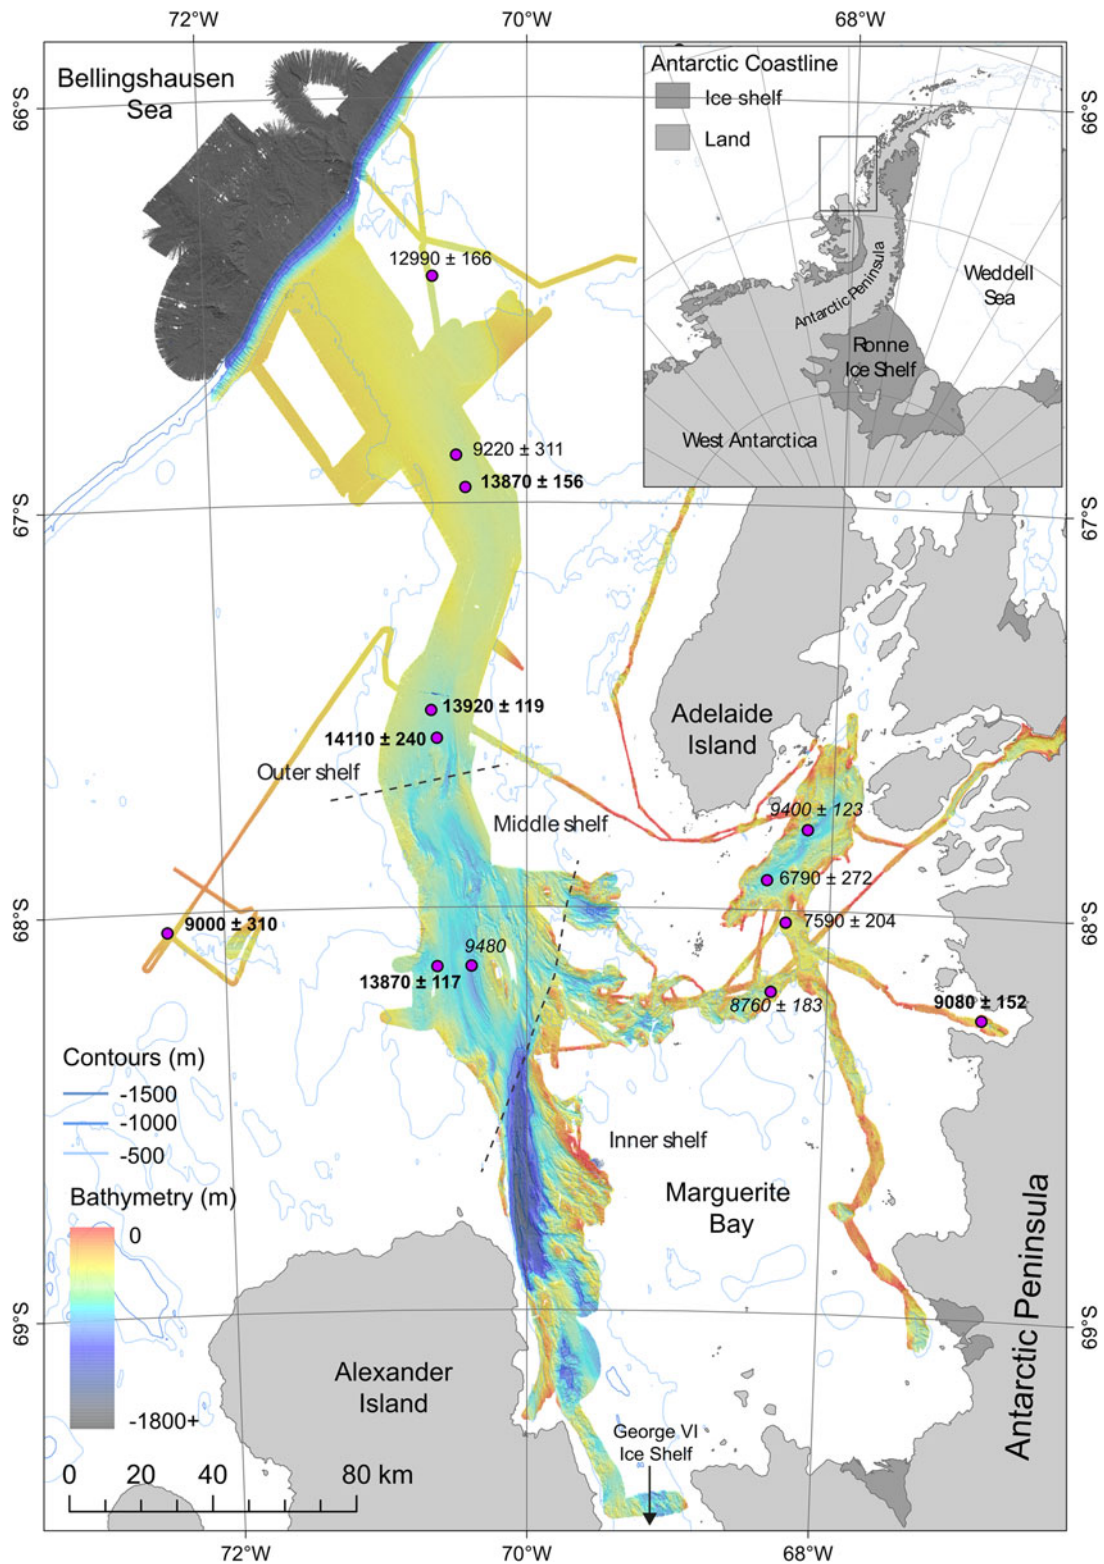 72°W
70°W
68°W
Bellingshausen
Sea
66°S
66°S
Antarctic Coastline
Ice shelf
Land
Weddell
Sea
Antarctic Peninsula
Ronne
Ice Shelf
West Antarctica
12990 ± 166
9220 ± 311
13870 ± 156
67°S
67°S
13920 ± 119
14110 ± 240
Outer shelf
Middle shelf
Adelaide
Island
9400 ± 123
6790 ± 272
7590 ± 204
68°S
68°S
9000 ± 310
9480
13870 ± 117
8760 ± 183
9080 ± 152
Contours (m)
-1500
-1000
-500
Inner shelf
Marguerite
Bay
Bathymetry (m)
0
-1800+
69°S
69°S
Alexander
Island
Antarctic Peninsula
George VI
Ice Shelf
0 20 40 80 km
72°W
70°W
68°W